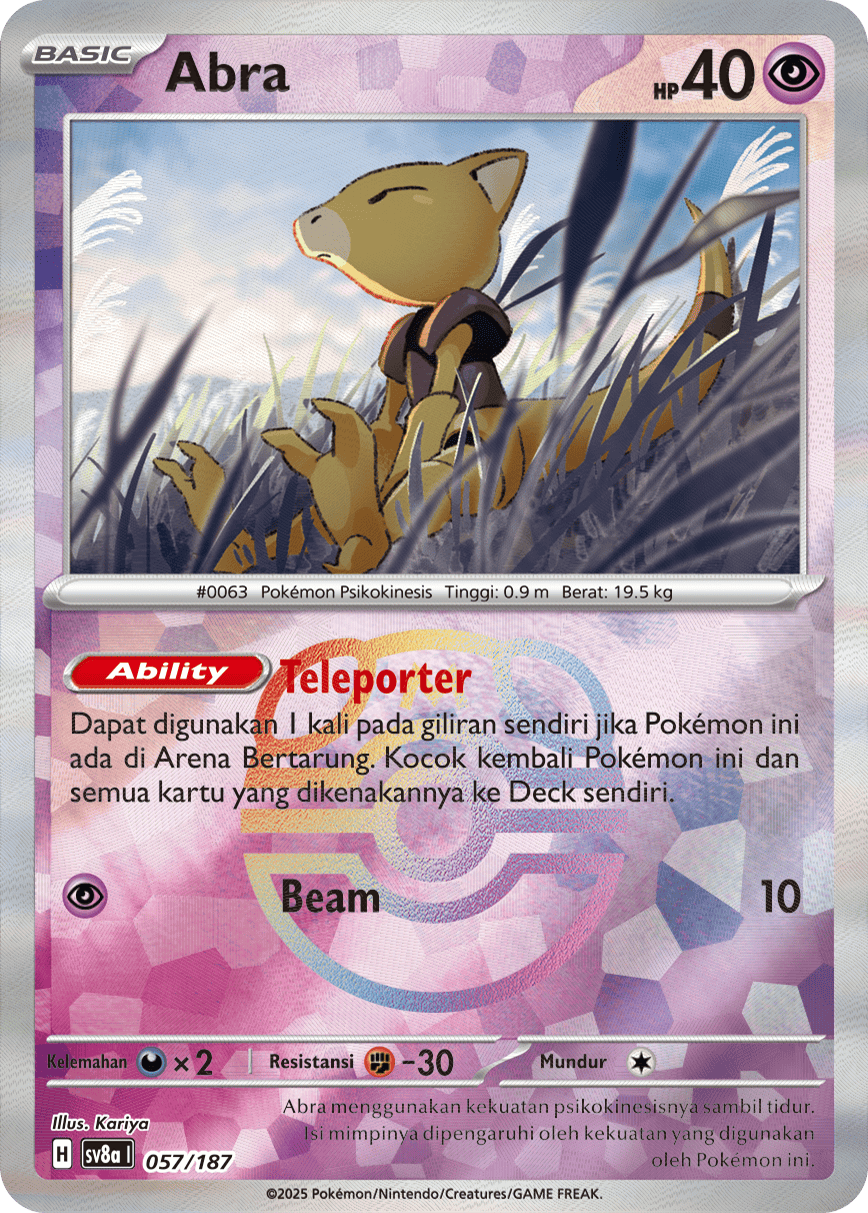 BASIC Abra HP 40
#0063 Pokémon Psikokinesis Tinggi: 0.9 m Berat: 19.5 kg
Ability Teleporter
Dapat digunakan 1 kali pada giliran sendiri jika Pokémon ini
ada di Arena Bertarung. Kocok kembali Pokémon ini dan
semua kartu yang dikenakannya ke Deck sendiri.
Beam 10
Kelemahan ×2 Resistansi -30 Mundur
Abra menggunakan kekuatan psikokinesisnya sambil tidur.
Isi mimpinya dipengaruhi oleh kekuatan yang digunakan
oleh Pokémon ini.
Illus. Kariya
H sv8a I 057/187
©2025 Pokémon/Nintendo/Creatures/GAME FREAK.